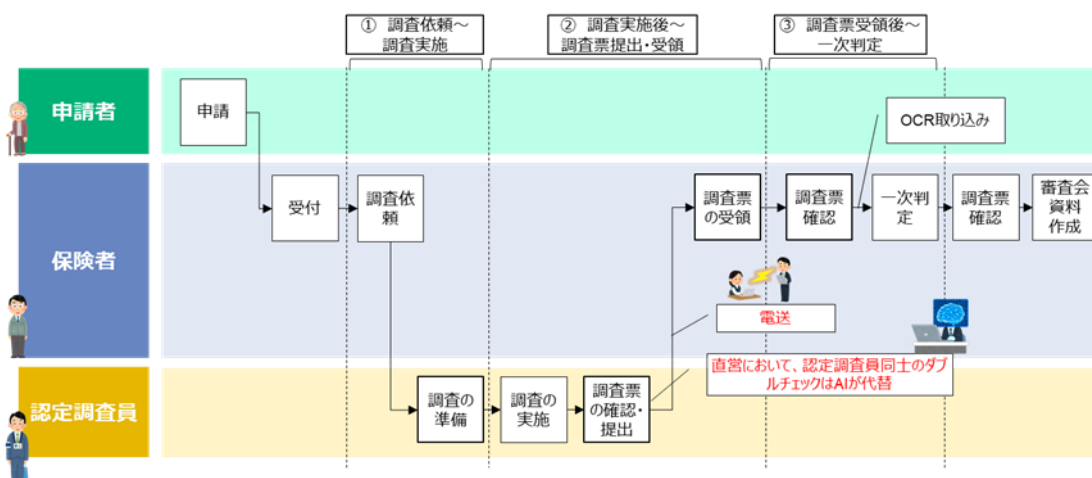 ① 調査依頼～
調査実施
② 調査実施後～
調査票提出・受領
③ 調査票受領後～
一次判定
申請者
申請
OCR取り込み
保険者
受付
調査依
頼
調査票
の受領
調査票
確認
一次判
定
調査票
確認
審査会
資料
作成
電送
直営において、認定調査員同士のダブ
ルチェックはAIが代替
認定調査員
調査の
準備
調査の
実施
調査票
の確認・
提出